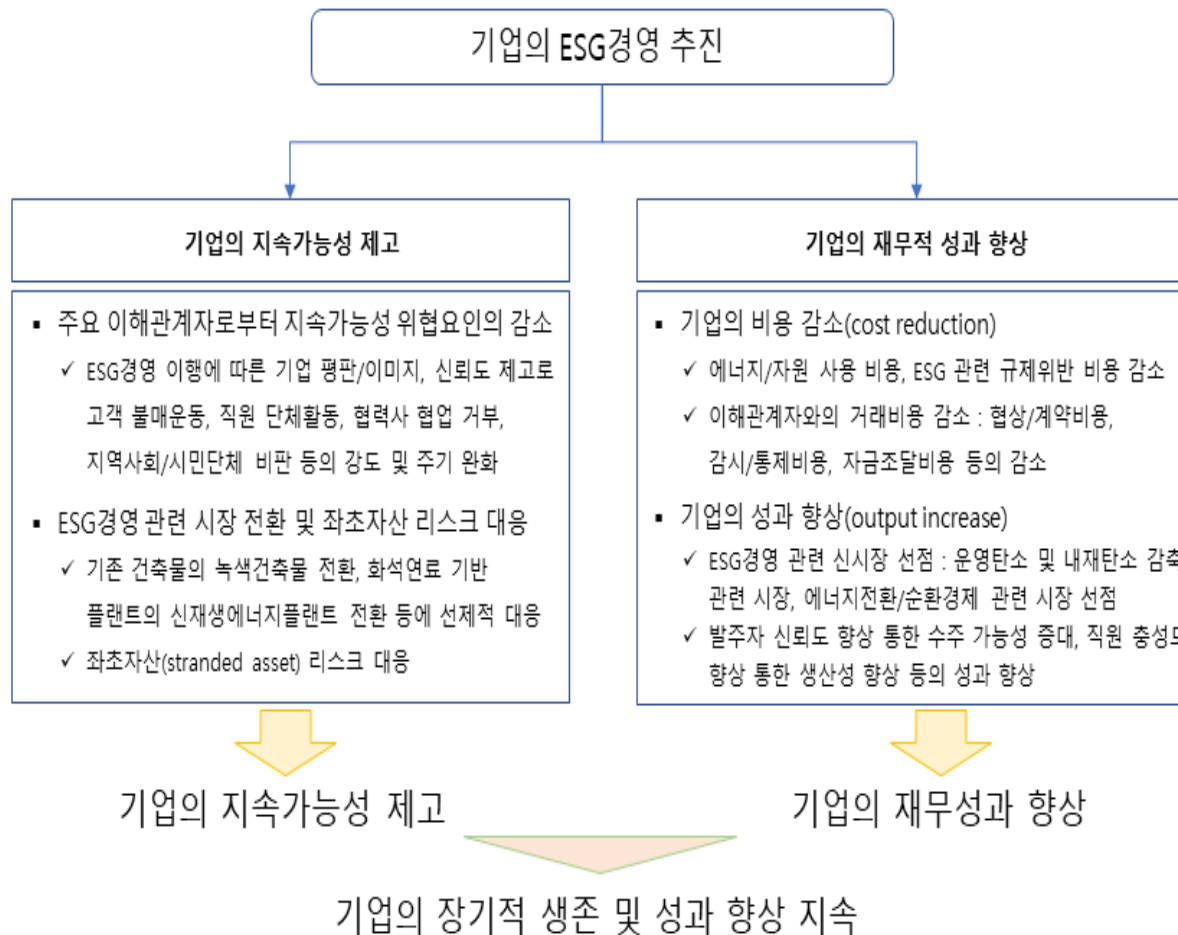 기업의 ESG경영 추진
기업의 지속가능성 제고
▪ 주요 이해관계자로부터 지속가능성 위협요인의 감소
✓ ESG경영 이행에 따른 기업 평판/이미지, 신뢰도 제고로
고객 불매운동, 직원 단체활동, 협력사 협업 거부,
지역사회/시민단체 비판 등의 강도 및 주기 완화
▪ ESG경영 관련 시장 전환 및 좌초자산 리스크 대응
✓ 기존 건축물의 녹색건축물 전환, 화석연료 기반
플랜트의 신재생에너지플랜트 전환 등에 선제적 대응
✓ 좌초자산(stranded asset) 리스크 대응
기업의 재무적 성과 향상
▪ 기업의 비용 감소(cost reduction)
✓ 에너지/자원 사용 비용, ESG 관련 규제위반 비용 감소
✓ 이해관계자와의 거래비용 감소 : 협상/계약비용,
감시/통제비용, 자금조달비용 등의 감소
▪ 기업의 성과 향상(output increase)
✓ ESG경영 관련 신시장 선점 : 운영탄소 및 내재탄소 감축
관련 시장, 에너지전환/순환경제 관련 시장 선점
✓ 발주자 신뢰도 향상 통한 수주 가능성 증대, 직원
향상 통한 생산성 향상 등의 성과 향상
기업의 지속가능성 제고
기업의 재무성과 향상
기업의 장기적 생존 및 성과 향상 지속